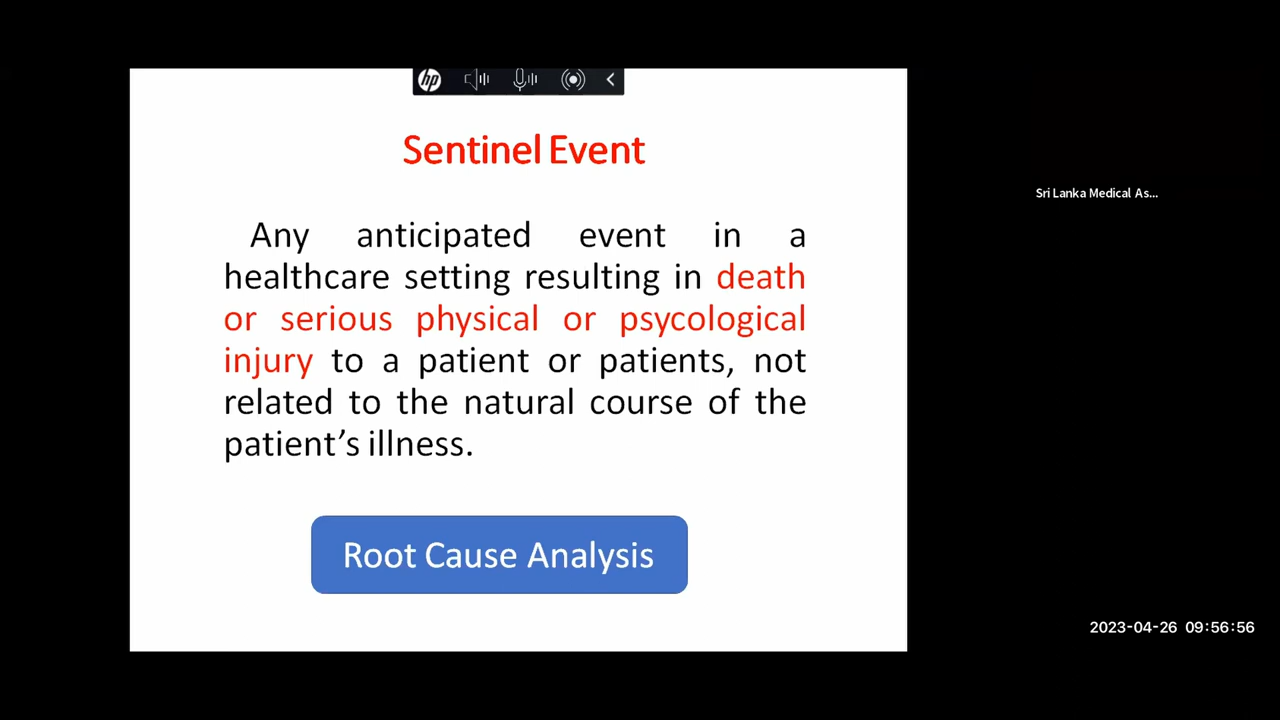 hp
Sentinel Event
Sri Lanka Medical As...
Any anticipated event in a
healthcare setting resulting in death
or serious physical or psycological
injury to a patient or patients, not
related to the natural course of the
patient's illness.
Root Cause Analysis
2023-04-26 09:56:56